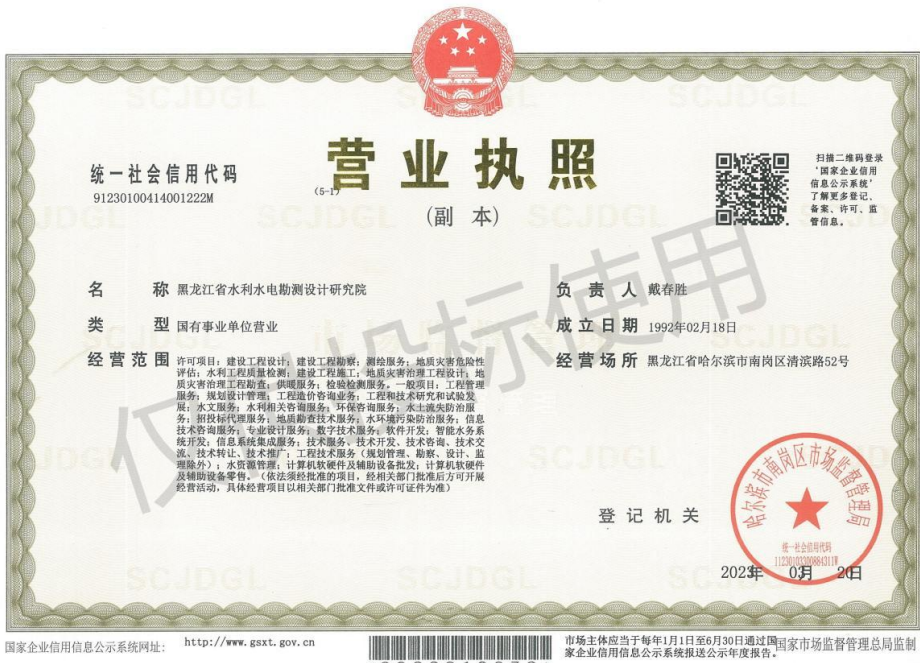 营业执照
(副 本)
(5-1)
统一社会信用代码
91230100414001222M
扫描二维码登录
'国家企业信用
信息公示系统'
了解更多登记、
备案、许可、监
管信息。
名 称 黑龙江省水利水电勘测设计研究院
类 型 国有事业单位营业
经营范围 许可项目：建设工程设计；建设工程勘察；测绘服务；地质灾害危险性
评估；水利工程质量检测；建设工程施工；地质灾害治理工程设计；地
质灾害治理工程勘查；供暖服务；检验检测服务。一般项目：工程管理
服务；规划设计管理；工程造价咨询业务；工程和技术研究和试验发
展；水文服务；水利相关咨询服务；环保咨询服务；水土流失防治服
务；招投标代理服务；地质勘查技术服务；水环境污染防治服务；信息
技术咨询服务；专业设计服务；数字技术服务；软件开发；智能水务系
统开发；信息系统集成服务；技术服务、技术开发、技术咨询、技术交
流、技术转让、技术推广；工程技术服务（规划管理、勘察、设计、监
理除外）；水资源管理；计算机软硬件及辅助设备批发；计算机软硬件
及辅助设备零售。（依法须经批准的项目，经相关部门批准后方可开展
经营活动，具体经营项目以相关部门批准文件或许可证件为准）
负责人 戴春胜
成立日期 1992年02月18日
经营场所 黑龙江省哈尔滨市南岗区清滨路52号
仅供投标使用
登记机关
哈尔滨市南岗区市场监督管理局
统一社会信用代码
11230103300884311W
2023年 03月 20日
国家企业信用信息公示系统网址：
http://www.gsxt.gov.cn
市场主体应当于每年1月1日至6月30日通过国
家企业信用信息公示系统报送公示年度报告。
国家市场监督管理总局监制
SCJDGL